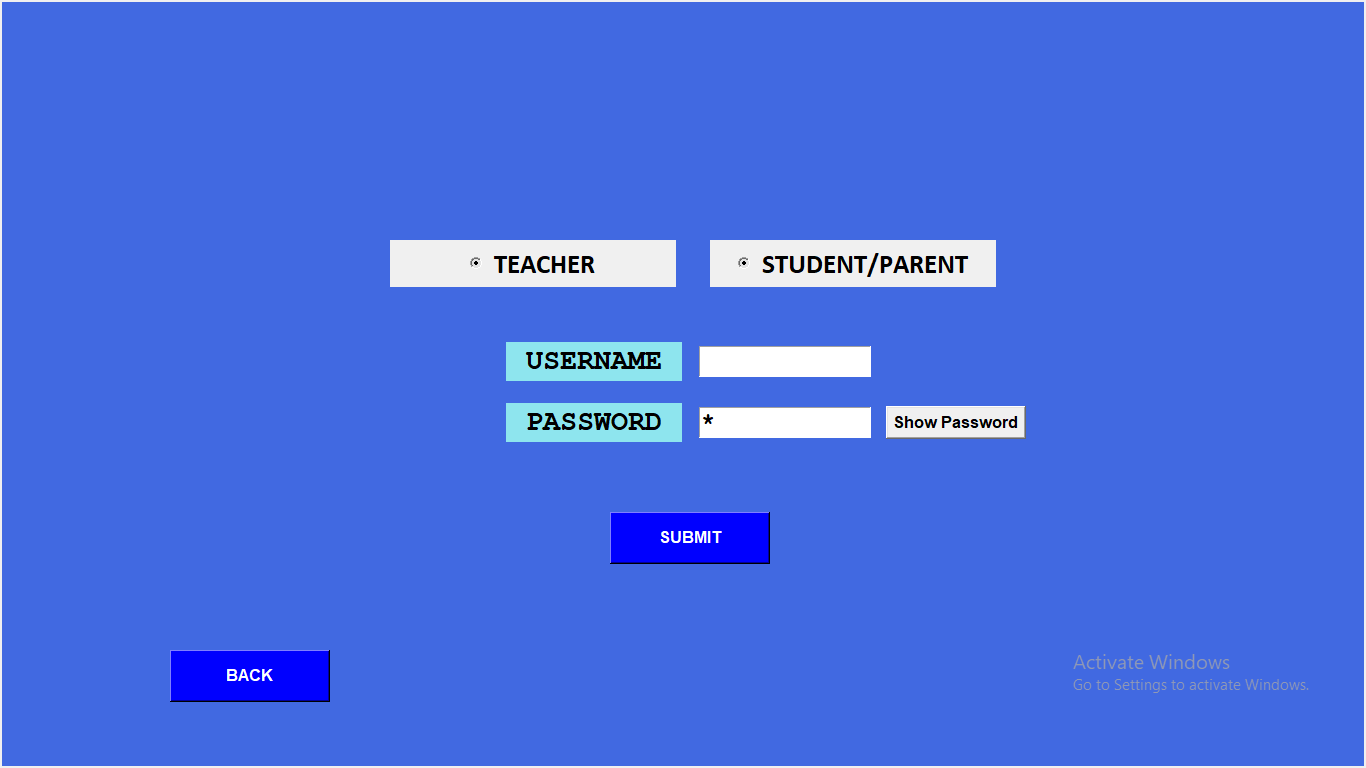 TEACHER
STUDENT/PARENT
USERNAME
PASSWORD
*
Show Password
SUBMIT
BACK
Activate Windows
Go to Settings to activate Windows.